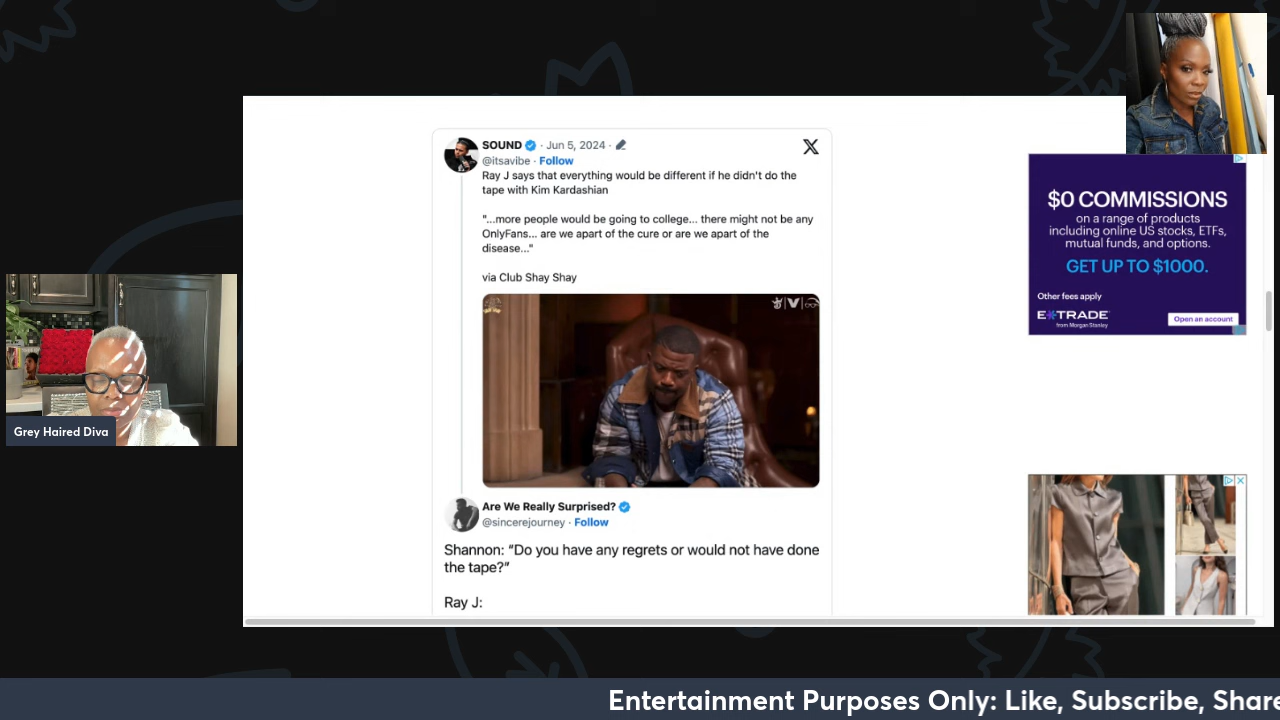 SOUND · Jun 5, 2024 ·
@itsavibe · Follow
Ray J says that everything would be different if he didn't do the
tape with Kim Kardashian
"...more people would be going to college... there might not be any
OnlyFans... are we apart of the cure or are we apart of the
disease..."
via Club Shay Shay
Are We Really Surprised?
@sincerejourney · Follow
Shannon: “Do you have any regrets or would not have done
the tape?”
Ray J:
$0 COMMISSIONS
on a range of products
including online US stocks, ETFs,
mutual funds, and options.
GET UP TO $1000.
Other fees apply
E*TRADE
from Morgan Stanley
Open an account
Grey Haired Diva
Entertainment Purposes Only: Like, Subscribe, Share